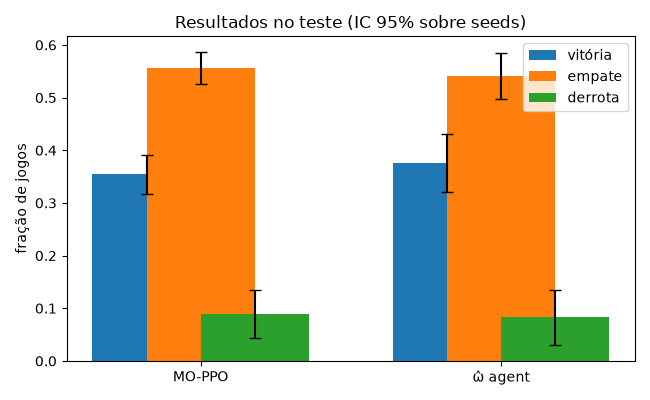 Resultados no teste (IC 95% sobre seeds)
vitória
empate
derrota
fração de jogos
0.6
0.5
0.4
0.3
0.2
0.1
0.0
MO-PPO
ω̂ agent